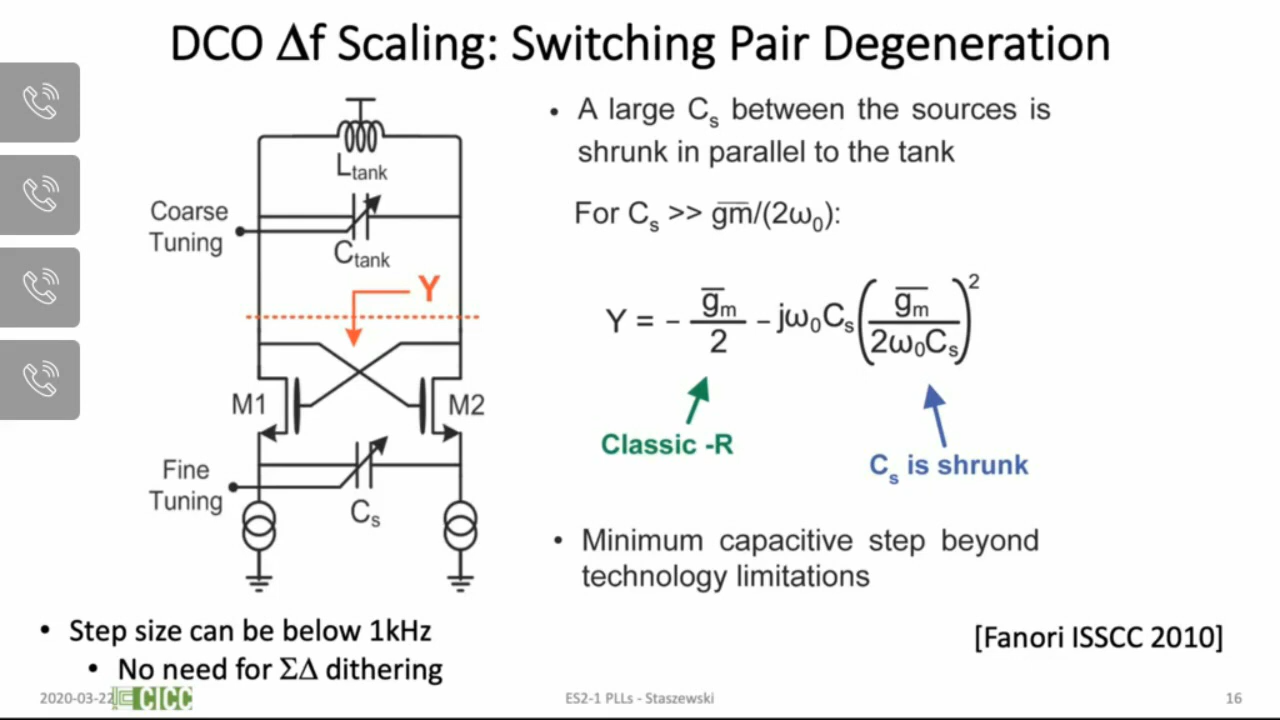 DCO Δf Scaling: Switching Pair Degeneration
L_tank
Coarse
Tuning
C_tank
Y
M1
M2
Fine
Tuning
C_s
• A large C_s between the sources is
shrunk in parallel to the tank
For C_s >> g̅m̅/(2ω₀):
Y = - g̅_m/2 - jω₀C_s(g̅_m/2ω₀C_s)²
Classic -R
C_s is shrunk
• Minimum capacitive step beyond
technology limitations
• Step size can be below 1kHz
• No need for ΣΔ dithering
[Fanori ISSCC 2010]
2020-03-22
CICC
ES2-1 PLLs - Staszewski
16